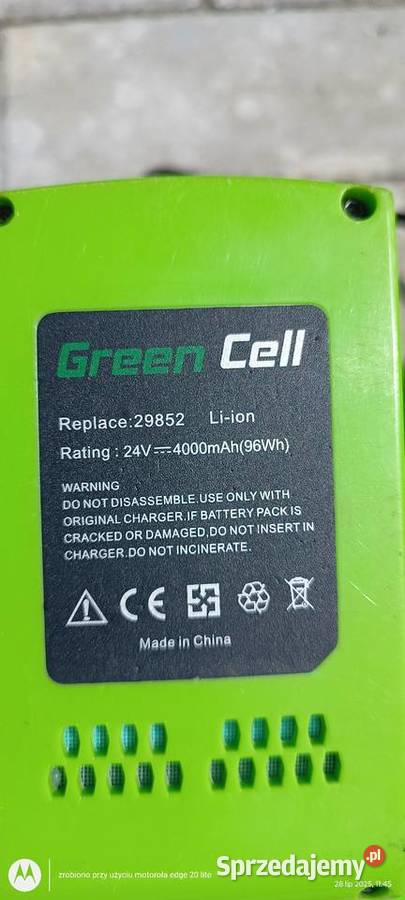 Green Cell
Replace:29852 Li-ion
Rating : 24V⎓4000mAh(96Wh)
WARNING
DO NOT DISASSEMBLE.USE ONLY WITH
ORIGINAL CHARGER.IF BATTERY PACK IS
CRACKED OR DAMAGED,DO NOT INSERT IN
CHARGER.DO NOT INCINERATE.
CE
Made in China
zrobiono przy użyciu motorola edge 20 lite
Sprzedajemy.pl
28 lip 2025, 11:45